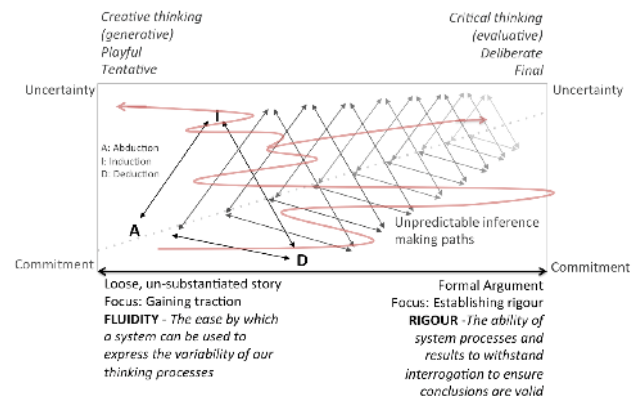 Creative thinking
(generative)
Playful
Tentative
Critical thinking
(evaluative)
Deliberate
Final
Uncertainty
Uncertainty
I
A: Abduction
I: Induction
D: Deduction
A
D
Unpredictable inference
making paths
Commitment
Commitment
Loose, un-substantiated story
Focus: Gaining traction
FLUIDITY - The ease by which
a system can be used to
express the variability of our
thinking processes
Formal Argument
Focus: Establishing rigour
RIGOUR -The ability of
system processes and
results to withstand
interrogation to ensure
conclusions are valid